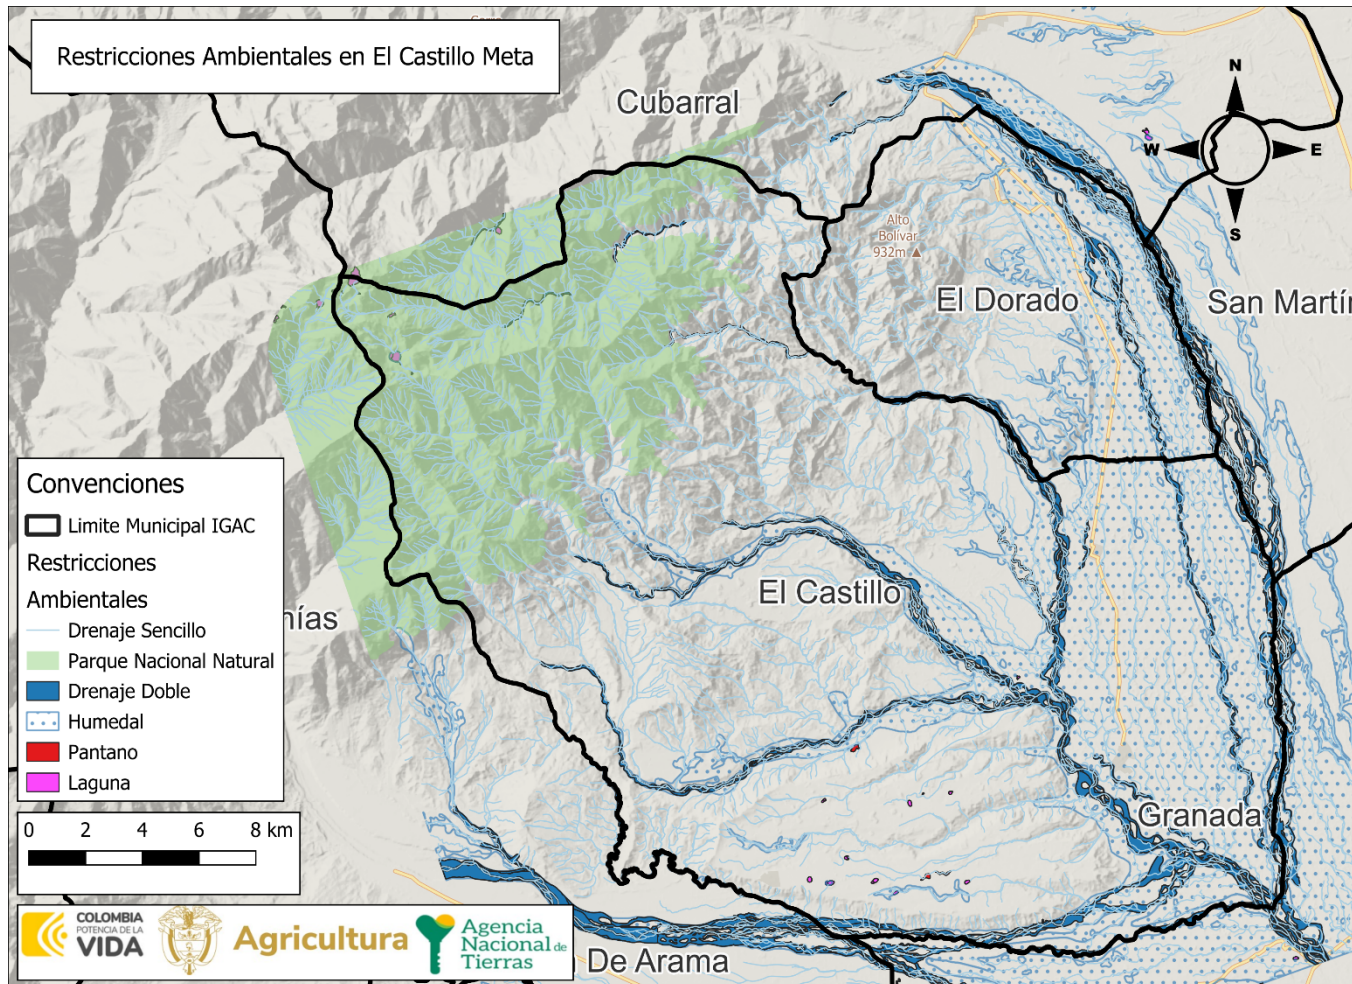 Restricciones Ambientales en El Castillo Meta
Cubarral
N
W
E
S
Alto
Bolivar
932m
El Dorado
San Martín
El Castillo
Granada
Convenciones
Limite Municipal IGAC
Restricciones
Ambientales
Drenaje Sencillo
Parque Nacional Natural
Drenaje Doble
Humedal
Pantano
Laguna
nías
0 2 4 6 8 km
COLOMBIA
POTENCIA DE LA
VIDA
Agricultura
Agencia
Nacional de
Tierras
De Arama